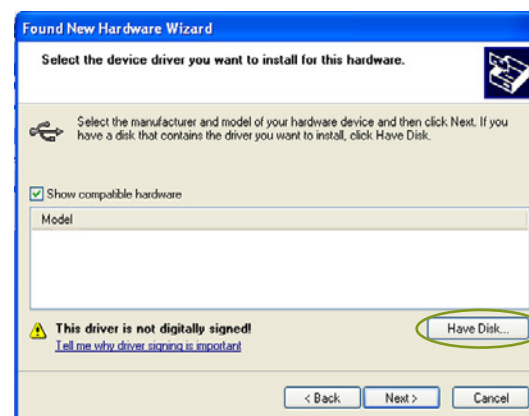 Found New Hardware Wizard
Select the device driver you want to install for this hardware.
Select the manufacturer and model of your hardware device and then click Next. If you
have a disk that contains the driver you want to install, click Have Disk.
Show compatible hardware
Model
This driver is not digitally signed!
Tell me why driver signing is important
Have Disk...
< Back
Next >
Cancel